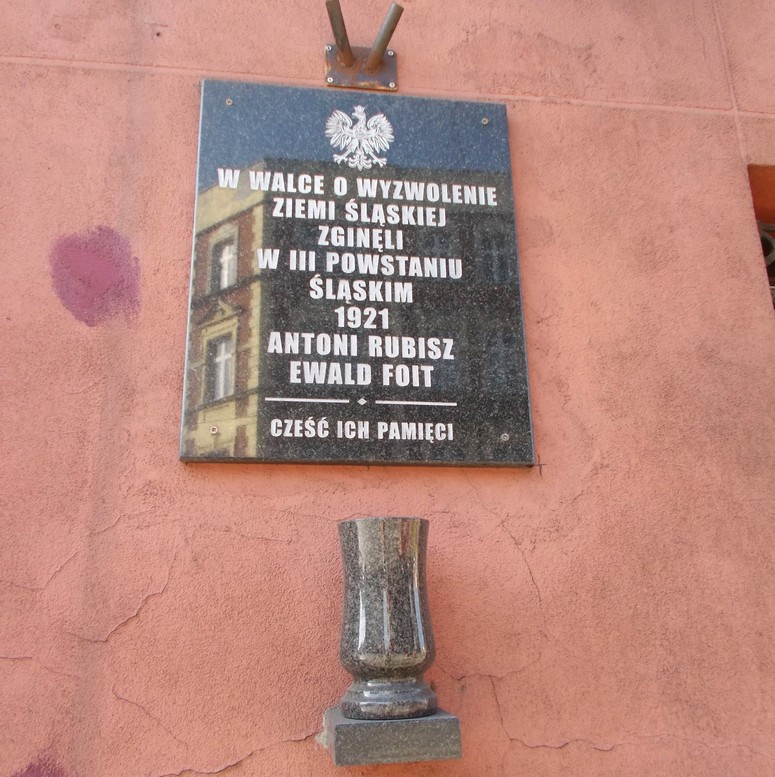 W WALCE O WYZWOLENIE
ZIEMI ŚLĄSKIEJ
ZGINĘLI
W III POWSTANIU
ŚLĄSKIM
1921
ANTONI RUBISZ
EWALD FOIT
CZEŚĆ ICH PAMIĘCI